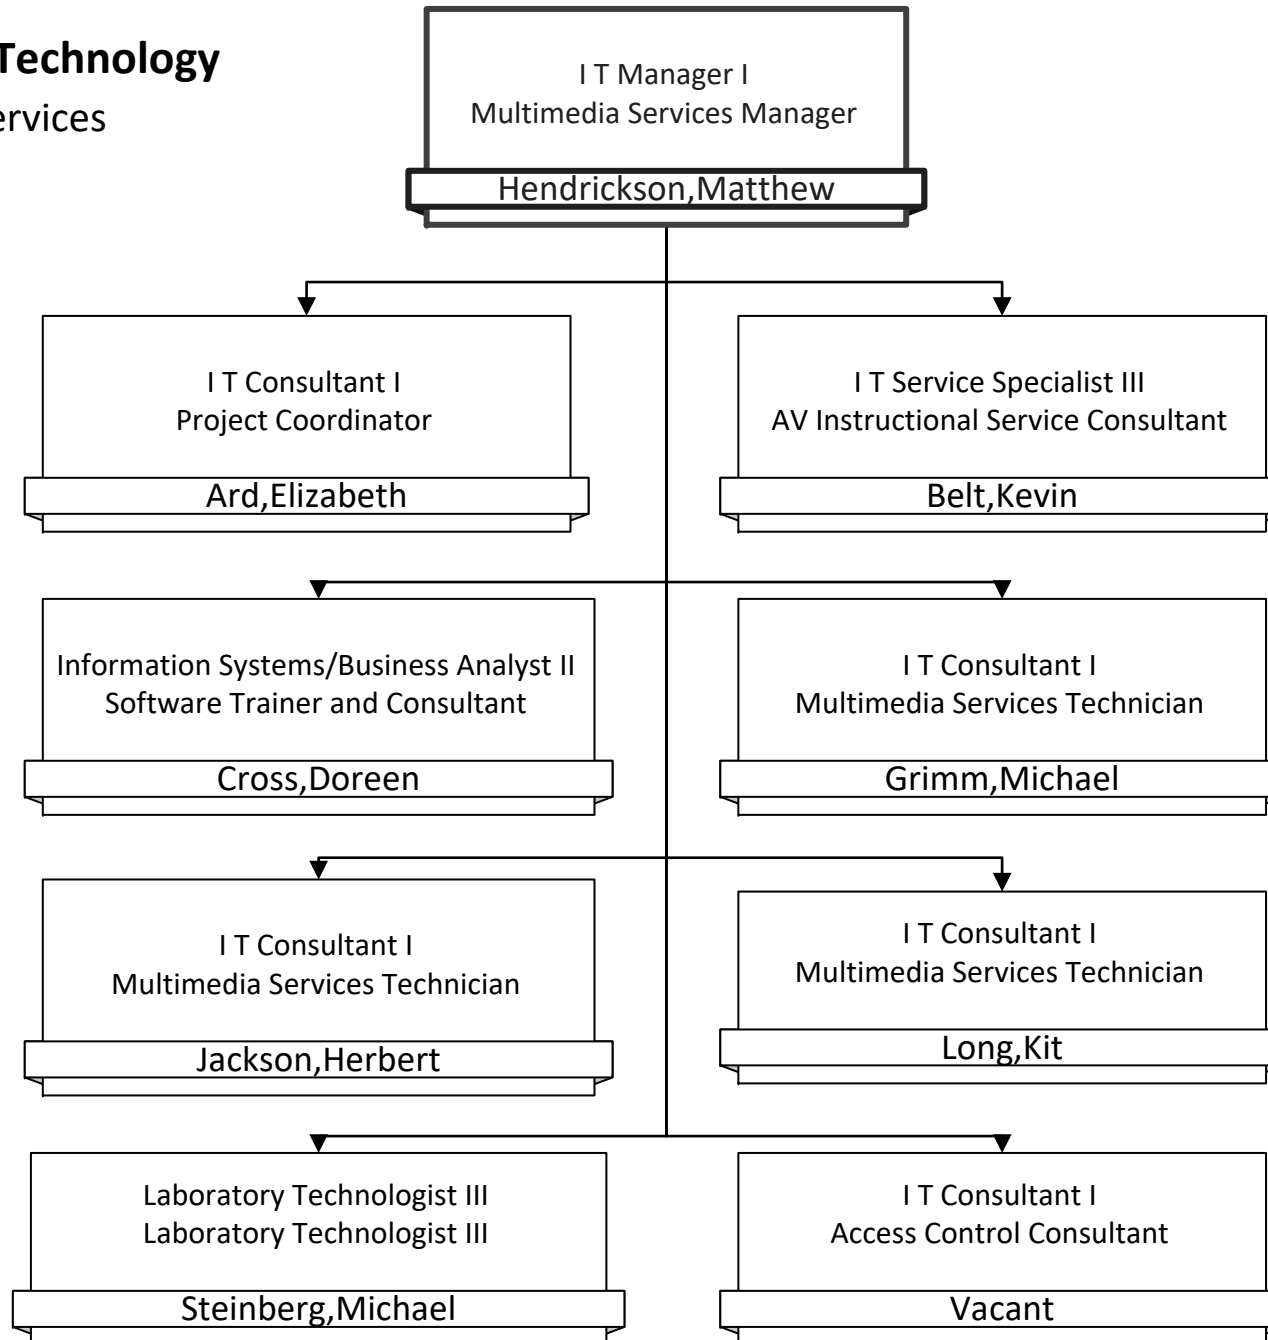 Technology
ervices
I T Manager I
Multimedia Services Manager
Hendrickson,Matthew
I T Consultant I
Project Coordinator
Ard,Elizabeth
I T Service Specialist III
AV Instructional Service Consultant
Belt,Kevin
Information Systems/Business Analyst II
Software Trainer and Consultant
Cross,Doreen
I T Consultant I
Multimedia Services Technician
Grimm,Michael
I T Consultant I
Multimedia Services Technician
Jackson,Herbert
I T Consultant I
Multimedia Services Technician
Long,Kit
Laboratory Technologist III
Laboratory Technologist III
Steinberg,Michael
I T Consultant I
Access Control Consultant
Vacant